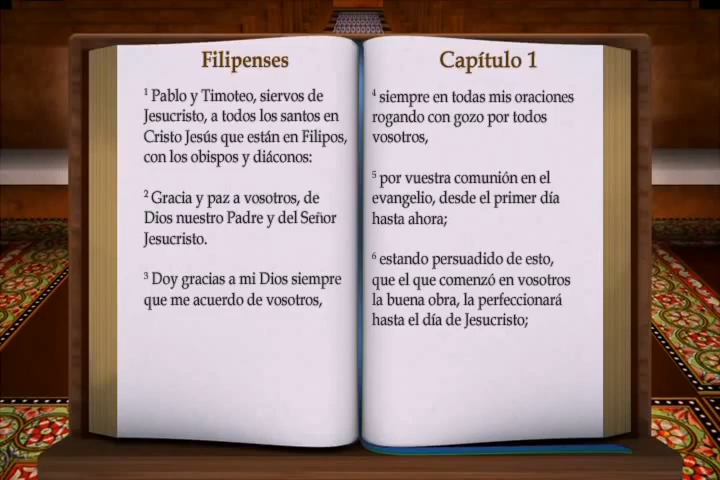 Filipenses
1 Pablo y Timoteo, siervos de
Jesucristo, a todos los santos en
Cristo Jesús que están en Filipos,
con los obispos y diáconos:
2 Gracia y paz a vosotros, de
Dios nuestro Padre y del Señor
Jesucristo.
3 Doy gracias a mi Dios siempre
que me acuerdo de vosotros,
Capítulo 1
4 siempre en todas mis oraciones
rogando con gozo por todos
vosotros,
5 por vuestra comunión en el
evangelio, desde el primer día
hasta ahora;
6 estando persuadido de esto,
que el que comenzó en vosotros
la buena obra, la perfeccionará
hasta el día de Jesucristo;